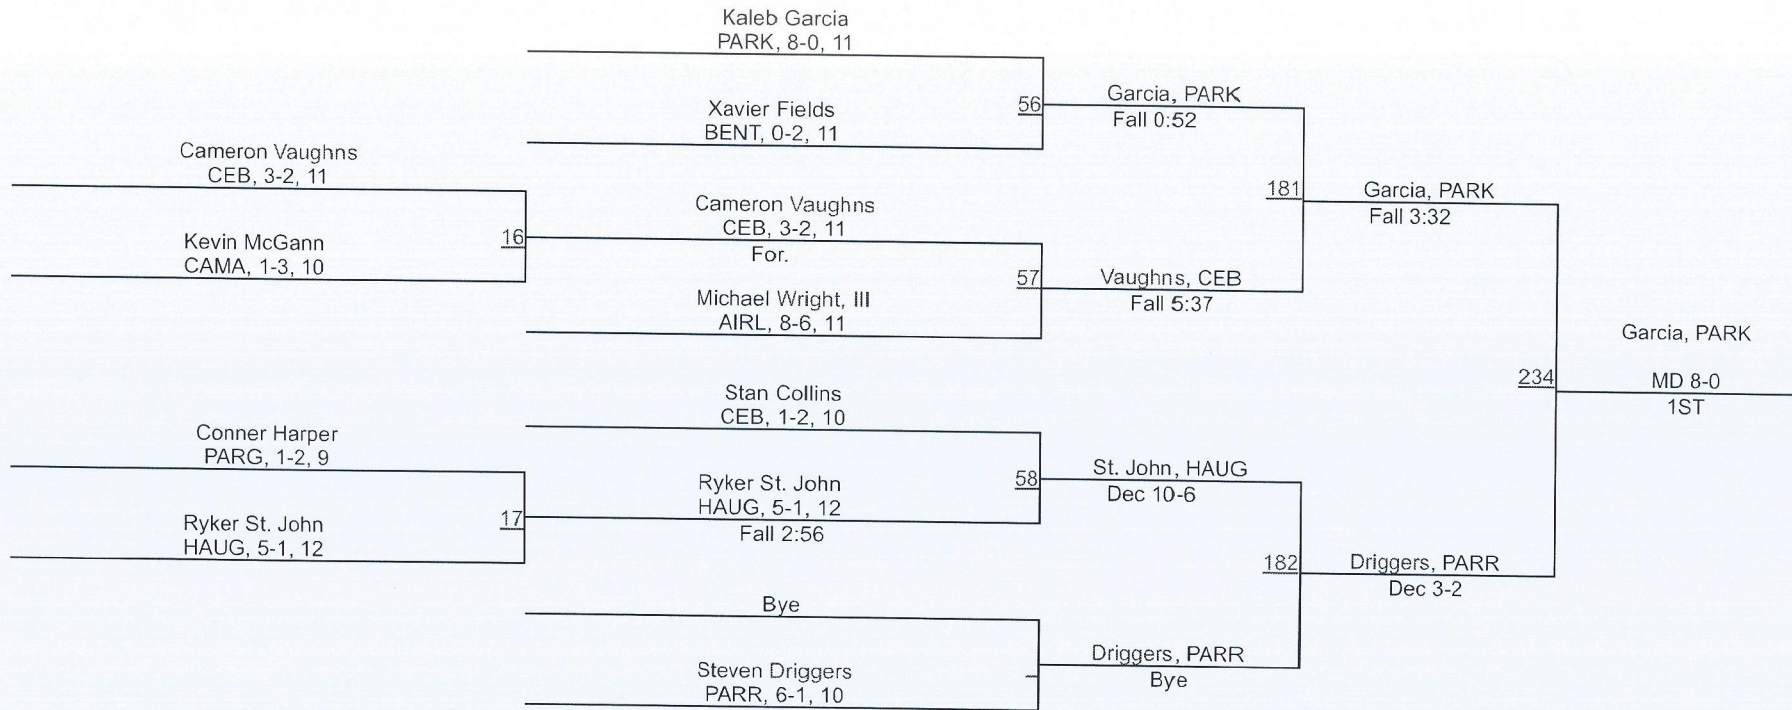 Kaleb Garcia
PARK, 8-0, 11
Xavier Fields
BENT, 0-2, 11
56
Garcia, PARK
Fall 0:52
Cameron Vaughns
CEB, 3-2, 11
Kevin McGann
CAMA, 1-3, 10
16
Cameron Vaughns
CEB, 3-2, 11
For.
Michael Wright, III
AIRL, 8-6, 11
57
Vaughns, CEB
Fall 5:37
181
Garcia, PARK
Fall 3:32
Stan Collins
CEB, 1-2, 10
Conner Harper
PARG, 1-2, 9
Ryker St. John
HAUG, 5-1, 12
17
Ryker St. John
HAUG, 5-1, 12
Fall 2:56
58
St. John, HAUG
Dec 10-6
Bye
Steven Driggers
PARR, 6-1, 10
Driggers, PARR
Bye
182
Driggers, PARR
Dec 3-2
234
Garcia, PARK
MD 8-0
1ST